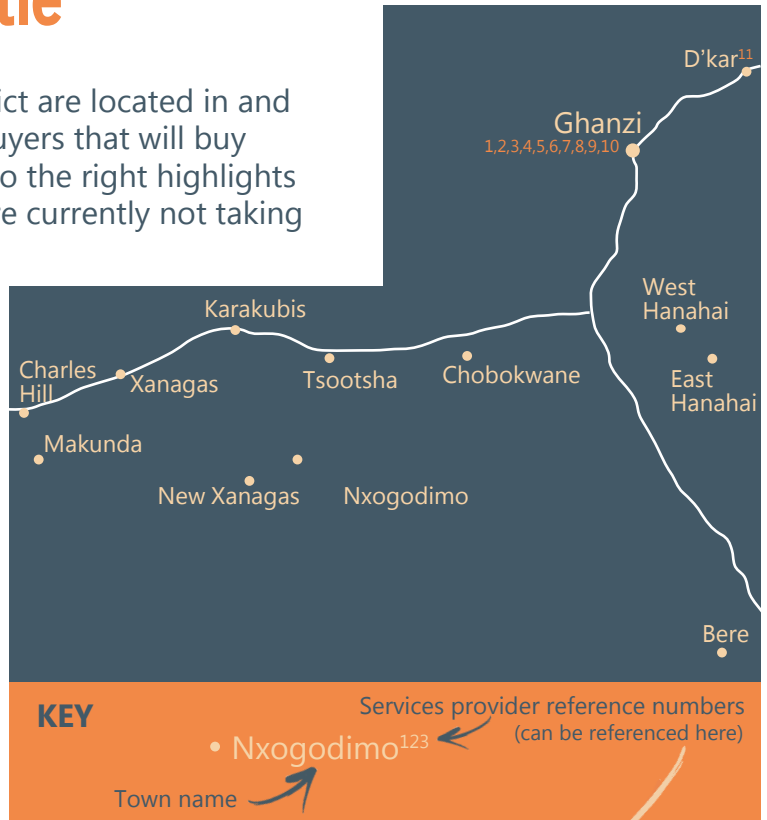 ict are located in and
uyers that will buy
o the right highlights
e currently not taking
D'kar11
Ghanzi
1,2,3,4,5,6,7,8,9,10
West
Hanahai
East
Hanahai
Karakubis
Charles
Hill
Xanagas
Tsootsha
Chobokwane
Makunda
New Xanagas
Nxogodimo
Bere
KEY
Services provider reference numbers
(can be referenced here)
• Nxogodimo123
Town name